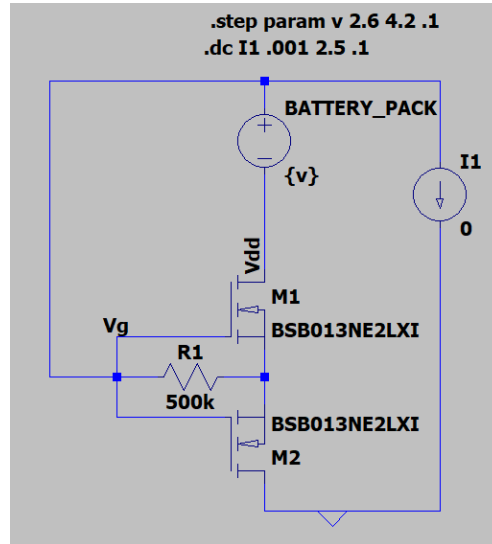 .step param v 2.6 4.2 .1
.dc I1 .001 2.5 .1
BATTERY_PACK
{v}
I1
0
Vdd
M1
BSB013NE2LXI
Vg
R1
500k
BSB013NE2LXI
M2